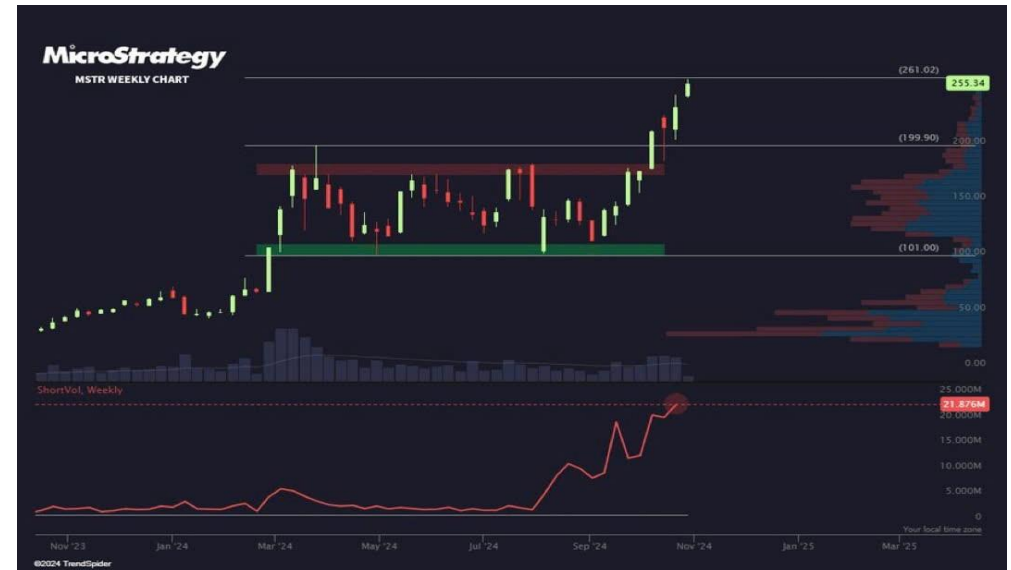 MicroStrategy
MSTR WEEKLY CHART
(261.02)
255.34
(199.90)
200.00
150.00
(101.00)
100.00
50.00
0.00
ShortVol, Weekly
25.000M
21.876M
20.000M
15.000M
10.000M
5.000M
0
Your local time zone
Nov '23 Jan '24 Mar '24 May '24 Jul '24 Sep '24 Nov '24 Jan '25 Mar '25
©2024 TrendSpider